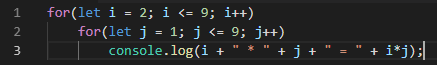 1 for(let i = 2; i <= 9; i++)
2     for(let j = 1; j <= 9; j++)
3         console.log(i + " * " + j + " = " + i*j);